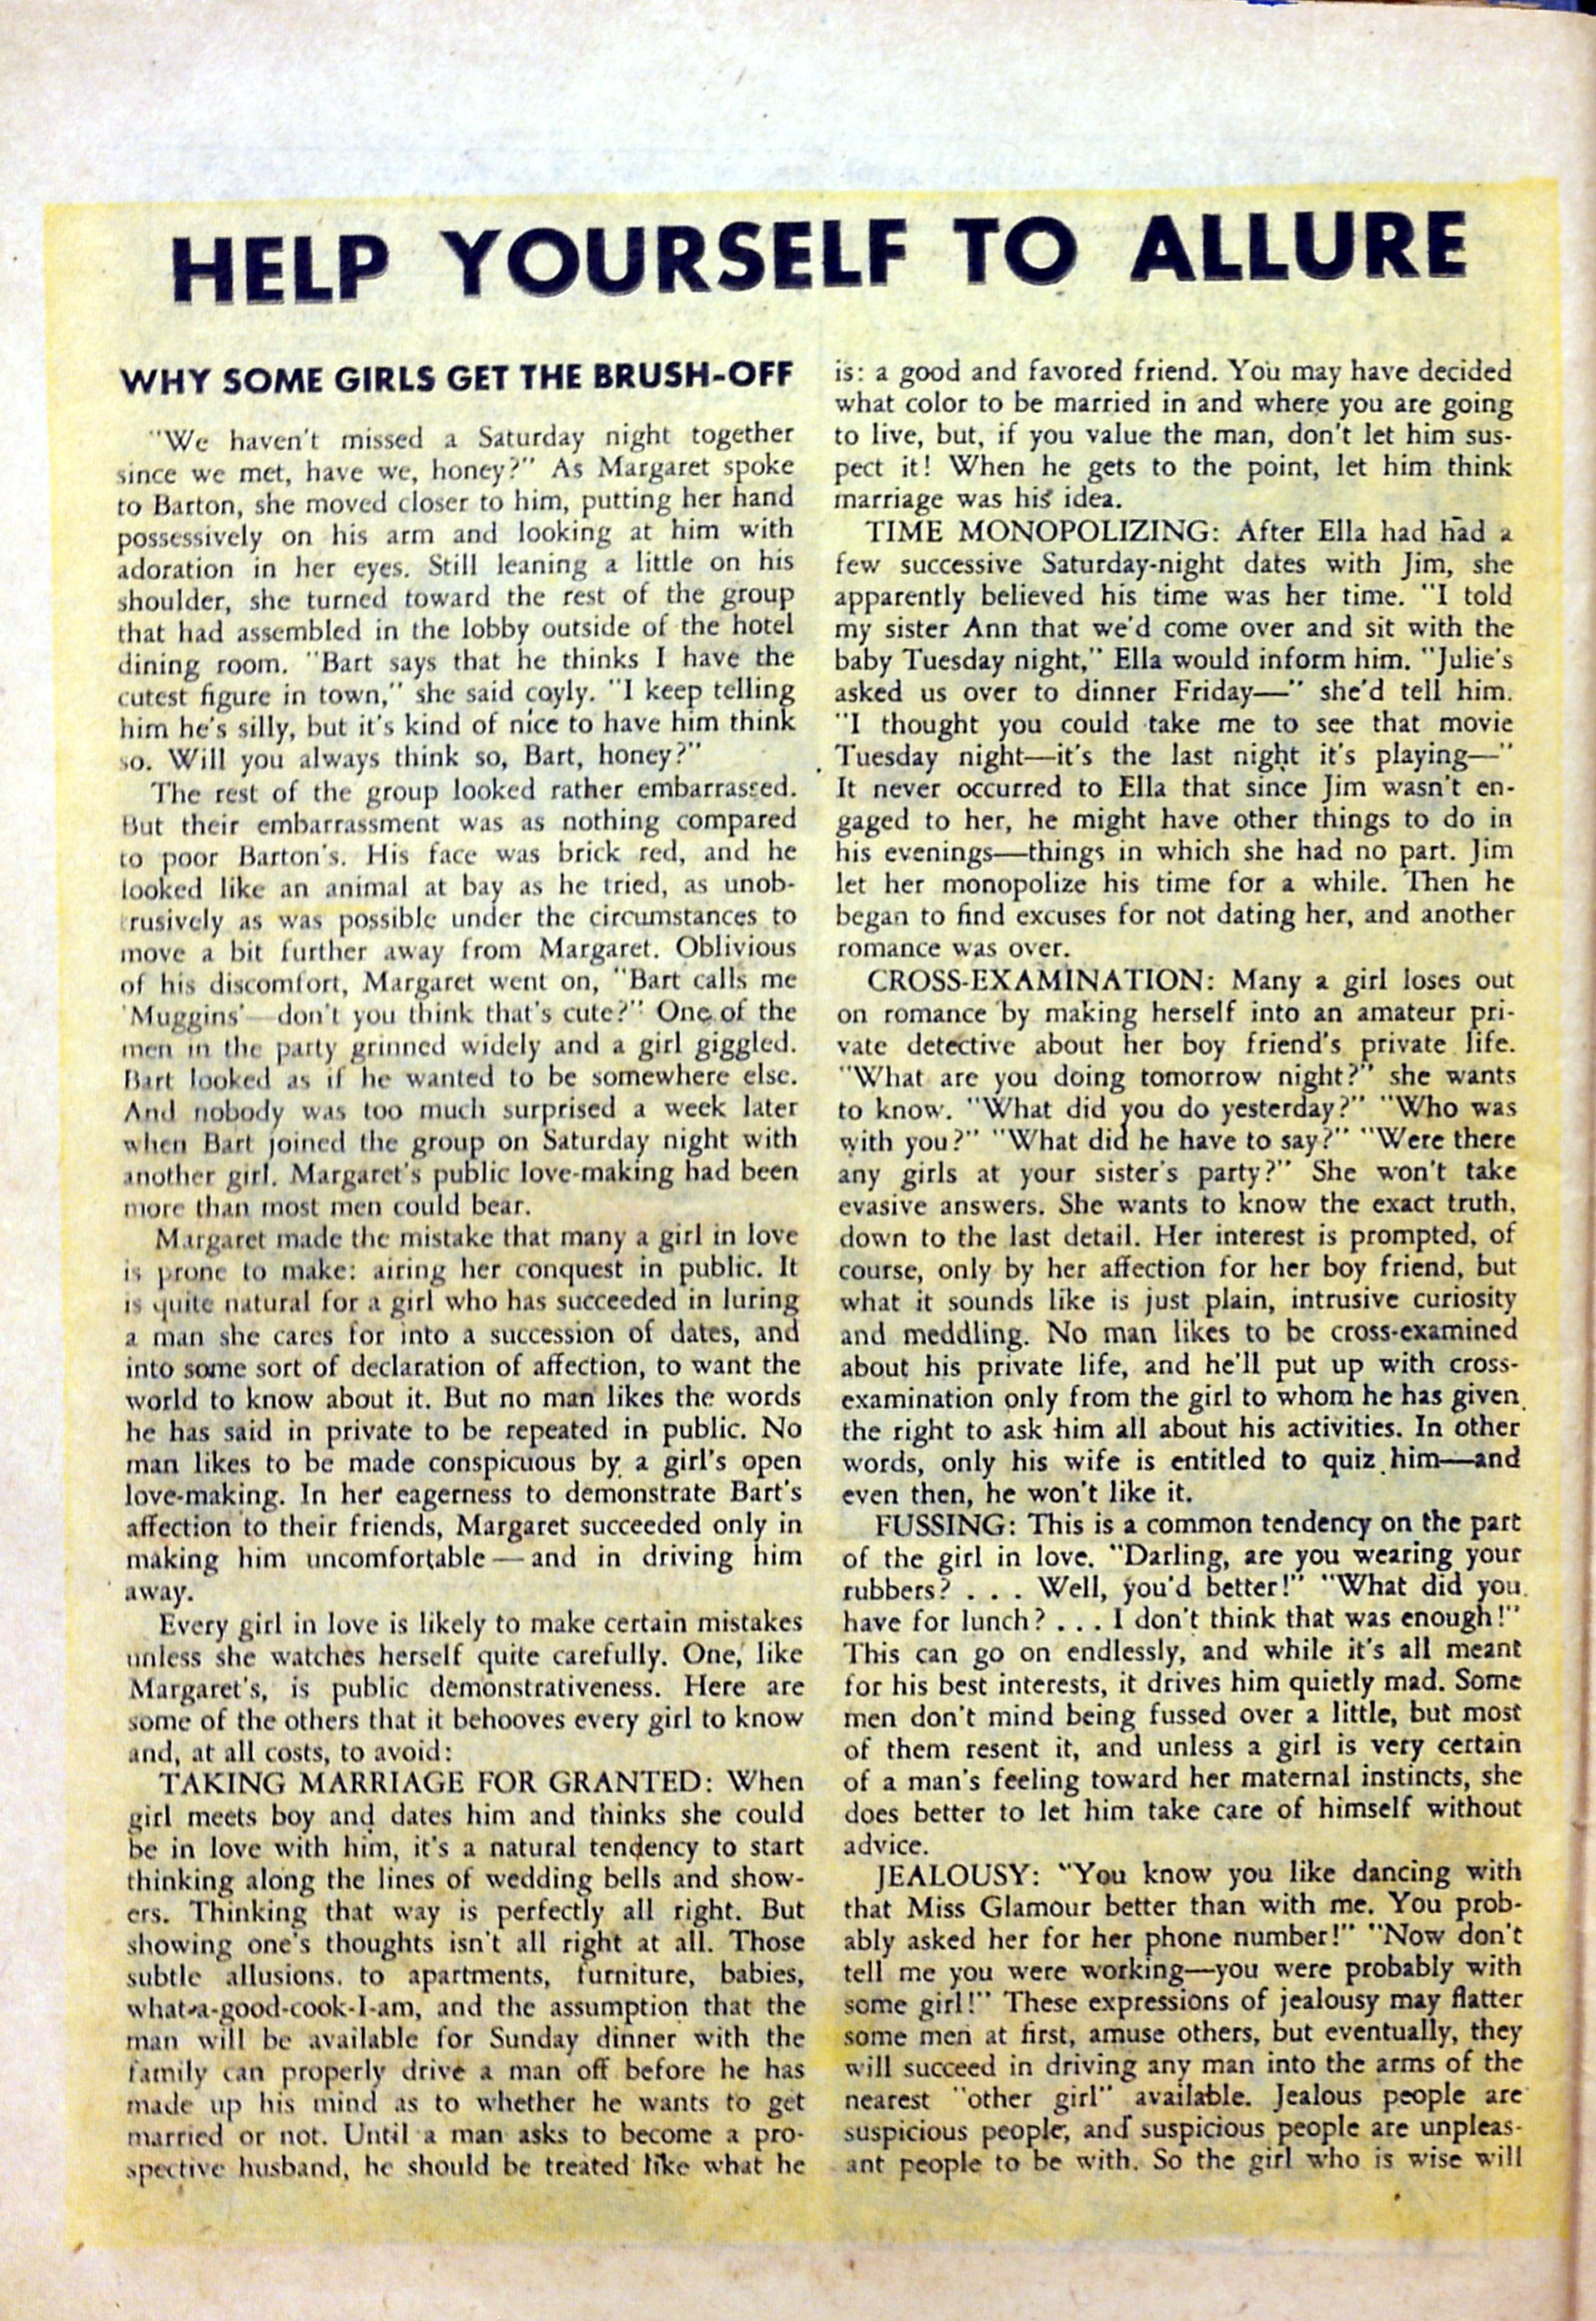 HELP YOURSELF TO ALLURE
WHY SOME GIRLS GET THE BRUSH-OFF
"We haven't missed a Saturday night together
since we met, have we, honey?" As Margaret spoke
to Barton, she moved closer to him, putting her hand
possessively on his arm and looking at him with
adoration in her eyes. Still leaning a little on his
shoulder, she turned toward the rest of the group
that had assembled in the lobby outside of the hotel
dining room. "Bart says that he thinks I have the
cutest figure in town," she said coyly. "I keep telling
him he's silly, but it's kind of nice to have him think
so. Will you always think so, Bart, honey?"
The rest of the group looked rather embarrassed.
But their embarrassment was as nothing compared
to poor Barton's. His face was brick red, and he
looked like an animal at bay as he tried, as unob-
trusively as was possible under the circumstances to
move a bit further away from Margaret. Oblivious
of his discomfort, Margaret went on, "Bart calls me
'Muggins'—don't you think that's cute?" One of the
men in the party grinned widely and a girl giggled.
Bart looked as if he wanted to be somewhere else.
And nobody was too much surprised a week later
when Bart joined the group on Saturday night with
another girl. Margaret's public love-making had been
more than most men could bear.
Margaret made the mistake that many a girl in love
is prone to make: airing her conquest in public. It
is quite natural for a girl who has succeeded in luring
a man she cares for into a succession of dates, and
into some sort of declaration of affection, to want the
world to know about it. But no man likes the words
he has said in private to be repeated in public. No
man likes to be made conspicuous by a girl's open
love-making. In her eagerness to demonstrate Bart's
affection to their friends, Margaret succeeded only in
making him uncomfortable—and in driving him
away.
Every girl in love is likely to make certain mistakes
unless she watches herself quite carefully. One, like
Margaret's, is public demonstrativeness. Here are
some of the others that it behooves every girl to know
and, at all costs, to avoid:
TAKING MARRIAGE FOR GRANTED: When
girl meets boy and dates him and thinks she could
be in love with him, it's a natural tendency to start
thinking along the lines of wedding bells and show-
ers. Thinking that way is perfectly all right. But
showing one's thoughts isn't all right at all. Those
subtle allusions. to apartments, furniture, babies,
what-a-good-cook-I-am, and the assumption that the
man will be available for Sunday dinner with the
family can properly drive a man off before he has
made up his mind as to whether he wants to get
married or not. Until a man asks to become a pro-
spective husband, he should be treated like what he
is: a good and favored friend. You may have decided
what color to be married in and where you are going
to live, but, if you value the man, don't let him sus-
pect it! When he gets to the point, let him think
marriage was his idea.
TIME MONOPOLIZING: After Ella had had a
few successive Saturday-night dates with Jim, she
apparently believed his time was her time. "I told
my sister Ann that we'd come over and sit with the
baby Tuesday night," Ella would inform him. "Julie's
asked us over to dinner Friday—" she'd tell him.
"I thought you could take me to see that movie
Tuesday night—it's the last night it's playing—"
It never occurred to Ella that since Jim wasn't en-
gaged to her, he might have other things to do in
his evenings—things in which she had no part. Jim
let her monopolize his time for a while. Then he
began to find excuses for not dating her, and another
romance was over.
CROSS-EXAMINATION: Many a girl loses out
on romance by making herself into an amateur pri-
vate detective about her boy friend's private life.
"What are you doing tomorrow night?" she wants
to know. "What did you do yesterday?" "Who was
with you?" "What did he have to say?" "Were there
any girls at your sister's party?" She won't take
evasive answers. She wants to know the exact truth,
down to the last detail. Her interest is prompted, of
course, only by her affection for her boy friend, but
what it sounds like is just plain, intrusive curiosity
and meddling. No man likes to be cross-examined
about his private life, and he'll put up with cross-
examination only from the girl to whom he has given
the right to ask him all about his activities. In other
words, only his wife is entitled to quiz him—and
even then, he won't like it.
FUSSING: This is a common tendency on the part
of the girl in love. "Darling, are you wearing your
rubbers? . . . Well, you'd better!" "What did you
have for lunch? . . . I don't think that was enough!"
This can go on endlessly, and while it's all meant
for his best interests, it drives him quietly mad. Some
men don't mind being fussed over a little, but most
of them resent it, and unless a girl is very certain
of a man's feeling toward her maternal instincts, she
does better to let him take care of himself without
advice.
JEALOUSY: "You know you like dancing with
that Miss Glamour better than with me. You prob-
ably asked her for her phone number!" "Now don't
tell me you were working—you were probably with
some girl!" These expressions of jealousy may flatter
some men at first, amuse others, but eventually, they
will succeed in driving any man into the arms of the
nearest "other girl" available. Jealous people are
suspicious people, and suspicious people are unpleas-
ant people to be with. So the girl who is wise will